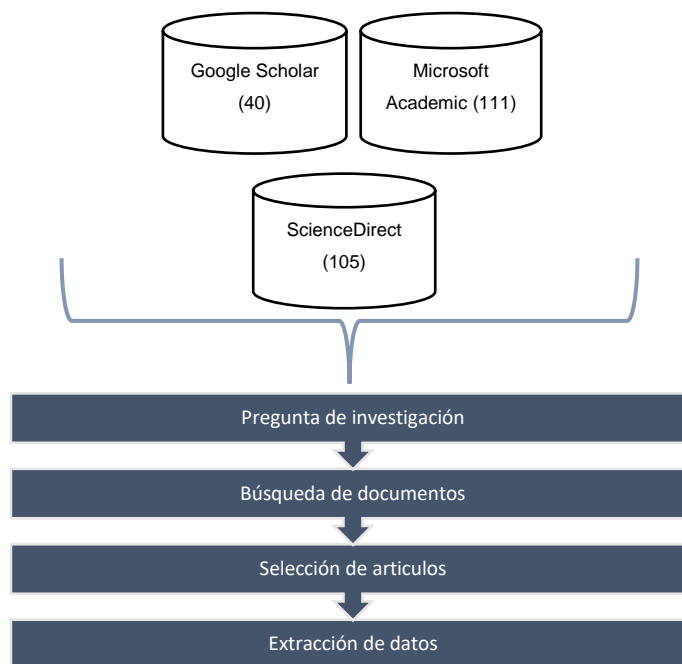 Google Scholar
(40)
Microsoft
Academic (111)
ScienceDirect
(105)
Pregunta de investigación
Búsqueda de documentos
Selección de articulos
Extracción de datos